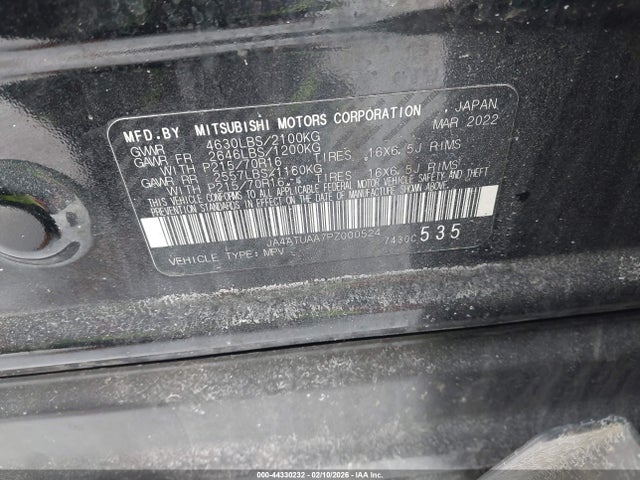 MFD.BY MITSUBISHI MOTORS CORPORATION JAPAN
GVWR 4630LBS/2100KG MAR 2022
GAWR FR 2646LBS/1200KG
WITH P215/70R16 TIRES, 16X6.5J RIMS
GAWR RR 2557LBS/1160KG
WITH P215/70R16 TIRES 16X6.5J RIMS
THIS VEHICLE CONFORMS TO ALL APPLICABLE FEDERAL MOTOR VEHICLE SAFETY AND THEFT
PREVENTION STANDARDS IN EFFECT ON THE DATE OF MANUFACTURE SHOWN ABOVE.
JA4ATUAA7PZ000524 7430C 535
VEHICLE TYPE: MPV
000-44330232 - 02/10/2026 - IAAI.COM